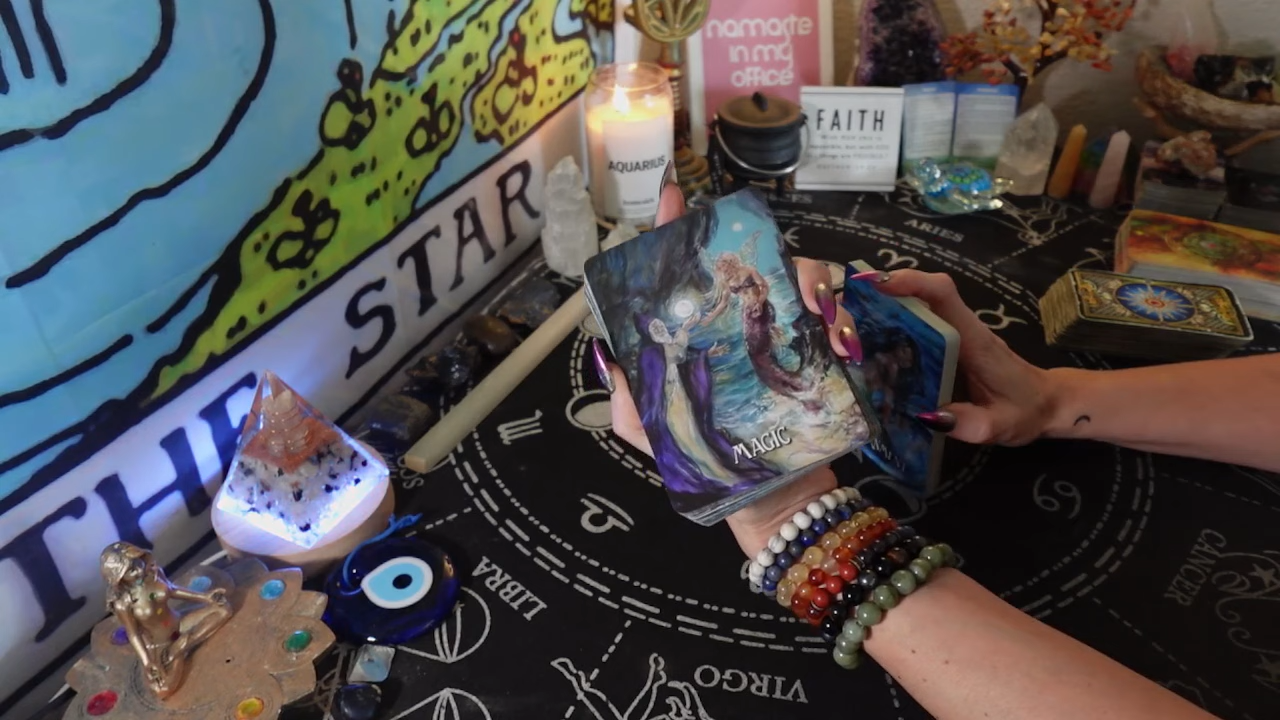 namaste
in my
office
FAITH
AQUARIUS
ARIES
THE STAR
MAGIC
LIBRA
VIRGO
CANCER